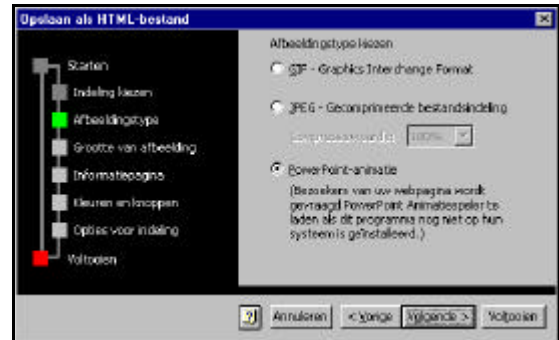 Opslaan als HTML-bestand
Starten
Indeling kiezen
Afbeeldingstype
Grootte van afbeelding
Informatiepagina
Kleuren en knoppen
Opties voor indeling
Voltooien
Afbeeldingstype kiezen
GIF - Graphics Interchange Format
JPEG - Gecomprimeerde bestandsindeling
100%
PowerPoint-animatie
(Bezoekers van uw webpagina wordt
gevraagd PowerPoint Animatiespeler te
laden als dit programma nog niet op hun
systeem is geïnstalleerd.)
Annuleren
< Vorige
Volgende >
Voltooien